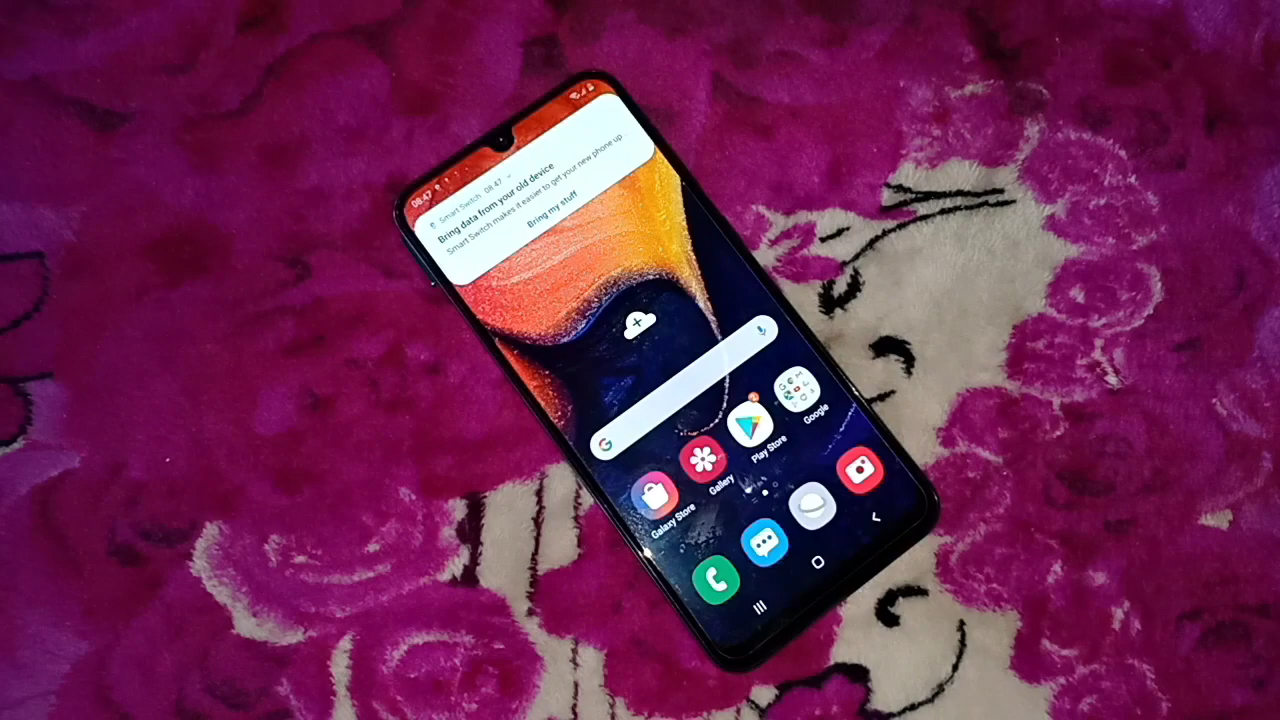 08:47
Smart Switch 08:47
Bring data from your old device
Smart Switch makes it easier to get your new phone up
Bring my stuff
G
Galaxy Store
Gallery
Play Store
Google